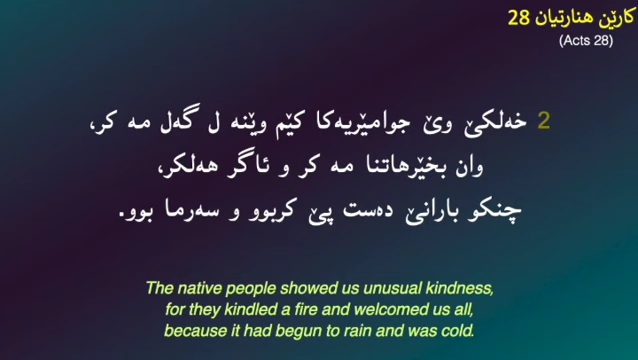 کارێن هنارتیان 28
(Acts 28)
2 خەلکێ وێ جوامێریەکا کێم وێنە ل گەل مە کر،
وان بخێرهاتنا مە کر و ئاگر هەلکر،
چنکو بارانێ دەست پێ کربوو و سەرما بوو.
The native people showed us unusual kindness,
for they kindled a fire and welcomed us all,
because it had begun to rain and was cold.